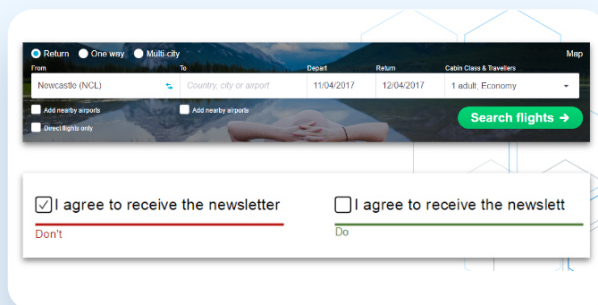 Return One way Multi-city Map
From To Depart Return Cabin Class & Travellers
Newcastle (NCL) Country, city or airport 11/04/2017 12/04/2017 1 adult, Economy
Add nearby airports Add nearby airports
Direct flights only
Search flights →
I agree to receive the newsletter I agree to receive the newslett
Don't Do